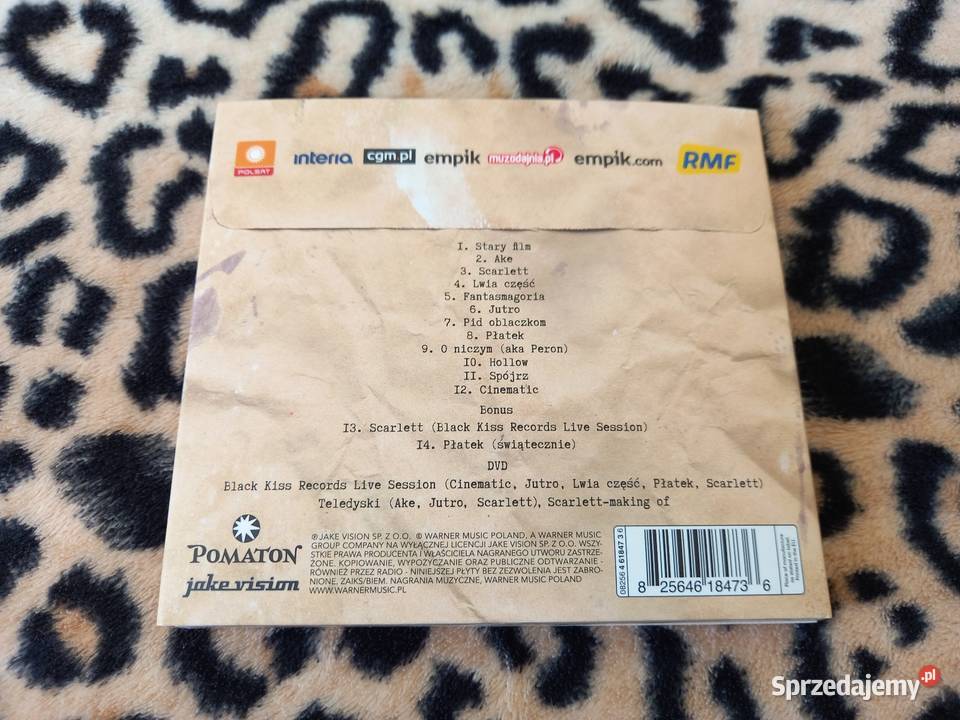 POLSAT interia cgm.pl empik muzodajnia.pl empik.com RMF
1. Stary film
2. Ake
3. Scarlett
4. Lwia część
5. Fantasmagoria
6. Jutro
7. Pid oblaczkom
8. Płatek
9. O niczym (aka Peron)
10. Hollow
11. Spójrz
12. Cinematic
Bonus
13. Scarlett (Black Kiss Records Live Session)
14. Płatek (świątecznie)
DVD
Black Kiss Records Live Session (Cinematic, Jutro, Lwia część, Płatek, Scarlett)
Teledyski (Ake, Jutro, Scarlett), Scarlett-making of
POMATON
jake vision
℗ JAKE VISION SP. Z O.O. © WARNER MUSIC POLAND, A WARNER MUSIC
GROUP COMPANY NA WYŁĄCZNEJ LICENCJI JAKE VISION SP. Z O.O. WSZY-
STKIE PRAWA PRODUCENTA I WŁAŚCICIELA NAGRANEGO UTWORU ZASTRZE-
ŻONE. KOPIOWANIE, WYPOŻYCZANIE ORAZ PUBLICZNE ODTWARZANIE -
RÓWNIEŻ PRZEZ RADIO - NINIEJSZEJ PŁYTY BEZ ZEZWOLENIA JEST ZABRO-
NIONE, ZAIKS/BIEM. NAGRANIA MUZYCZNE, WARNER MUSIC POLAND
WWW.WARNERMUSIC.PL
08256 4 61847 3 6
8 25646 18473 6
Sprzedajemy.pl